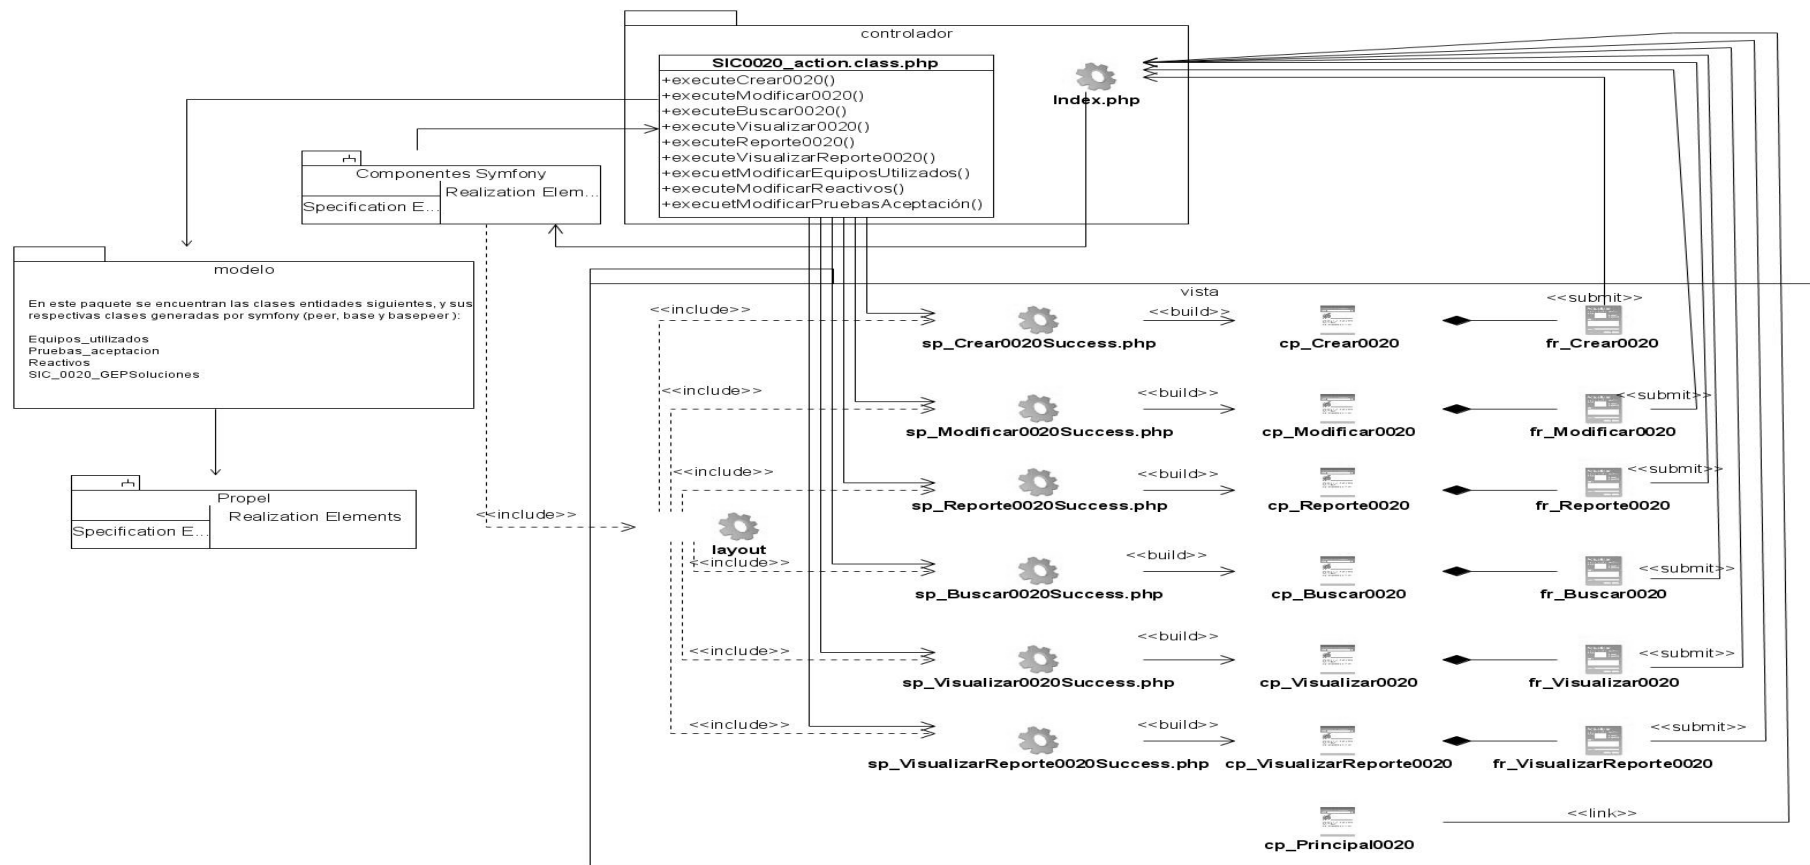 controlador
SIC0020_action.class.php
+executeCrear0020()
+executeModificar0020()
+executeBuscar0020()
+executeVisualizar0020()
+executeReporte0020()
+executeVisualizarReporte0020()
+execuetModificarEquiposUtilizados()
+executeModificarReactivos()
+execuetModificarPruebasAceptación()
Index.php
Componentes Symfony
Realization Elem...
Specification E...
modelo
En este paquete se encuentran las clases entidades siguientes, y sus
respectivas clases generadas por symfony (peer, base y basepeer ):
Equipos_utilizados
Pruebas_aceptacion
Reactivos
SIC_0020_GEPSoluciones
Propel
Realization Elements
Specification E...
<<include>>
vista
<<include>>
<<build>>
<<submit>>
sp_Crear0020Success.php
cp_Crear0020
fr_Crear0020
<<include>>
<<build>>
<<submit>>
sp_Modificar0020Success.php
cp_Modificar0020
fr_Modificar0020
<<include>>
<<build>>
<<submit>>
sp_Reporte0020Success.php
cp_Reporte0020
fr_Reporte0020
layout
<<include>>
<<build>>
<<submit>>
sp_Buscar0020Success.php
cp_Buscar0020
fr_Buscar0020
<<include>>
<<build>>
<<submit>>
sp_Visualizar0020Success.php
cp_Visualizar0020
fr_Visualizar0020
<<include>>
<<build>>
<<submit>>
sp_VisualizarReporte0020Success.php
cp_VisualizarReporte0020
fr_VisualizarReporte0020
<<link>>
cp_Principal0020